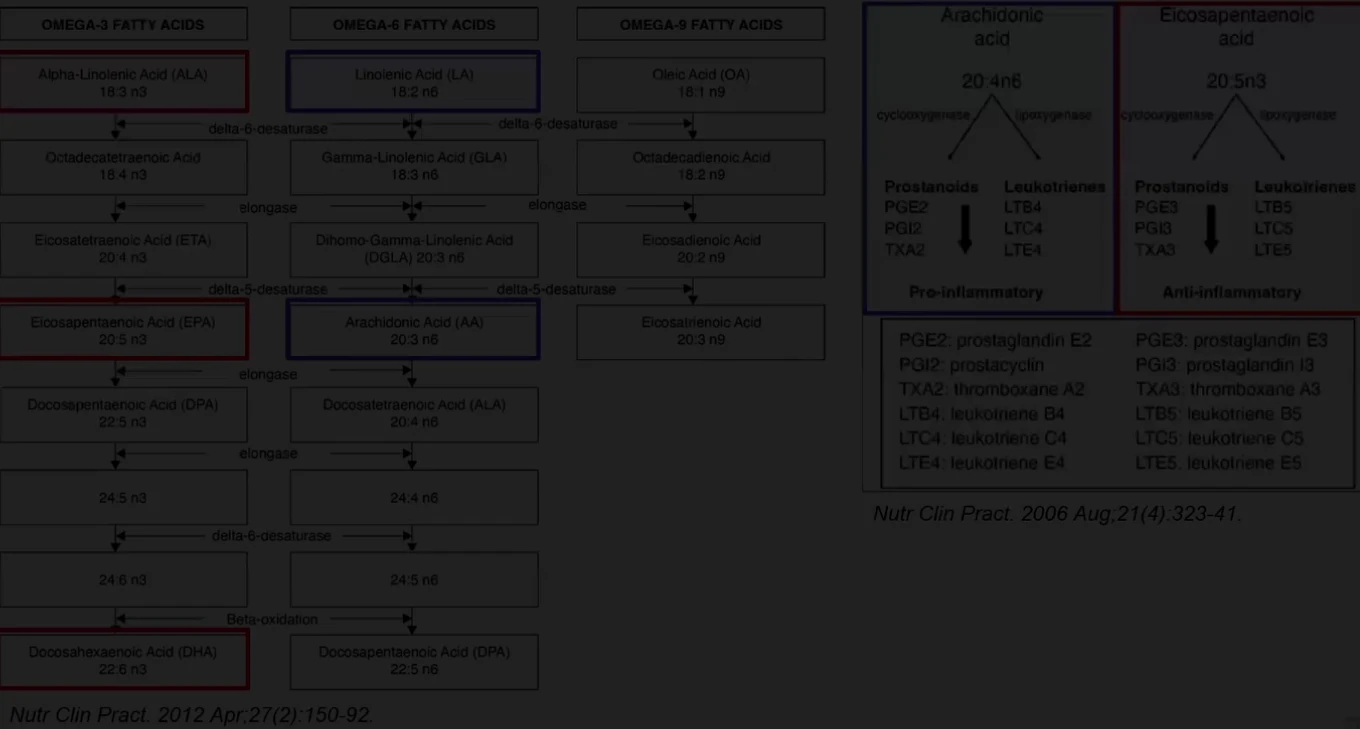 OMEGA-3 FATTY ACIDS
OMEGA-6 FATTY ACIDS
OMEGA-9 FATTY ACIDS
Alpha-Linolenic Acid (ALA)
18:3 n3
Linolenic Acid (LA)
18:2 n6
Oleic Acid (OA)
18:1 n9
delta-6-desaturase
delta-6-desaturase
Octadecatetraenoic Acid
18:4 n3
Gamma-Linolenic Acid (GLA)
18:3 n6
Octadecadienoic Acid
18:2 n9
elongase
elongase
Eicosatetraenoic Acid (ETA)
20:4 n3
Dihomo-Gamma-Linolenic Acid
(DGLA) 20:3 n6
Eicosadienoic Acid
20:2 n9
delta-5-desaturase
delta-5-desaturase
Eicosapentaenoic Acid (EPA)
20:5 n3
Arachidonic Acid (AA)
20:3 n6
Eicosatrienoic Acid
20:3 n9
elongase
Docosapentaenoic Acid (DPA)
22:5 n3
Docosatetraenoic Acid (ALA)
20:4 n6
elongase
24:5 n3
24:4 n6
delta-6-desaturase
24:6 n3
24:5 n6
Beta-oxidation
Docosahexaenoic Acid (DHA)
22:6 n3
Docosapentaenoic Acid (DPA)
22:5 n6
Nutr Clin Pract. 2012 Apr;27(2):150-92.
Arachidonic
acid
20:4n6
cyclooxygenase
lipoxygenase
Prostanoids
Leukotrienes
PGE2
LTB4
PGI2
LTC4
TXA2
LTE4
Pro-inflammatory
Eicosapentaenoic
acid
20:5n3
cyclooxygenase
lipoxygenase
Prostanoids
Leukotrienes
PGE3
LTB5
PGI3
LTC5
TXA3
LTE5
Anti-inflammatory
PGE2: prostaglandin E2
PGI2: prostacyclin
TXA2: thromboxane A2
LTB4: leukotriene B4
LTC4: leukotriene C4
LTE4: leukotriene E4
PGE3: prostaglandin E3
PGI3: prostaglandin I3
TXA3: thromboxane A3
LTB5: leukotriene B5
LTC5: leukotriene C5
LTE5: leukotriene E5
Nutr Clin Pract. 2006 Aug;21(4):323-41.